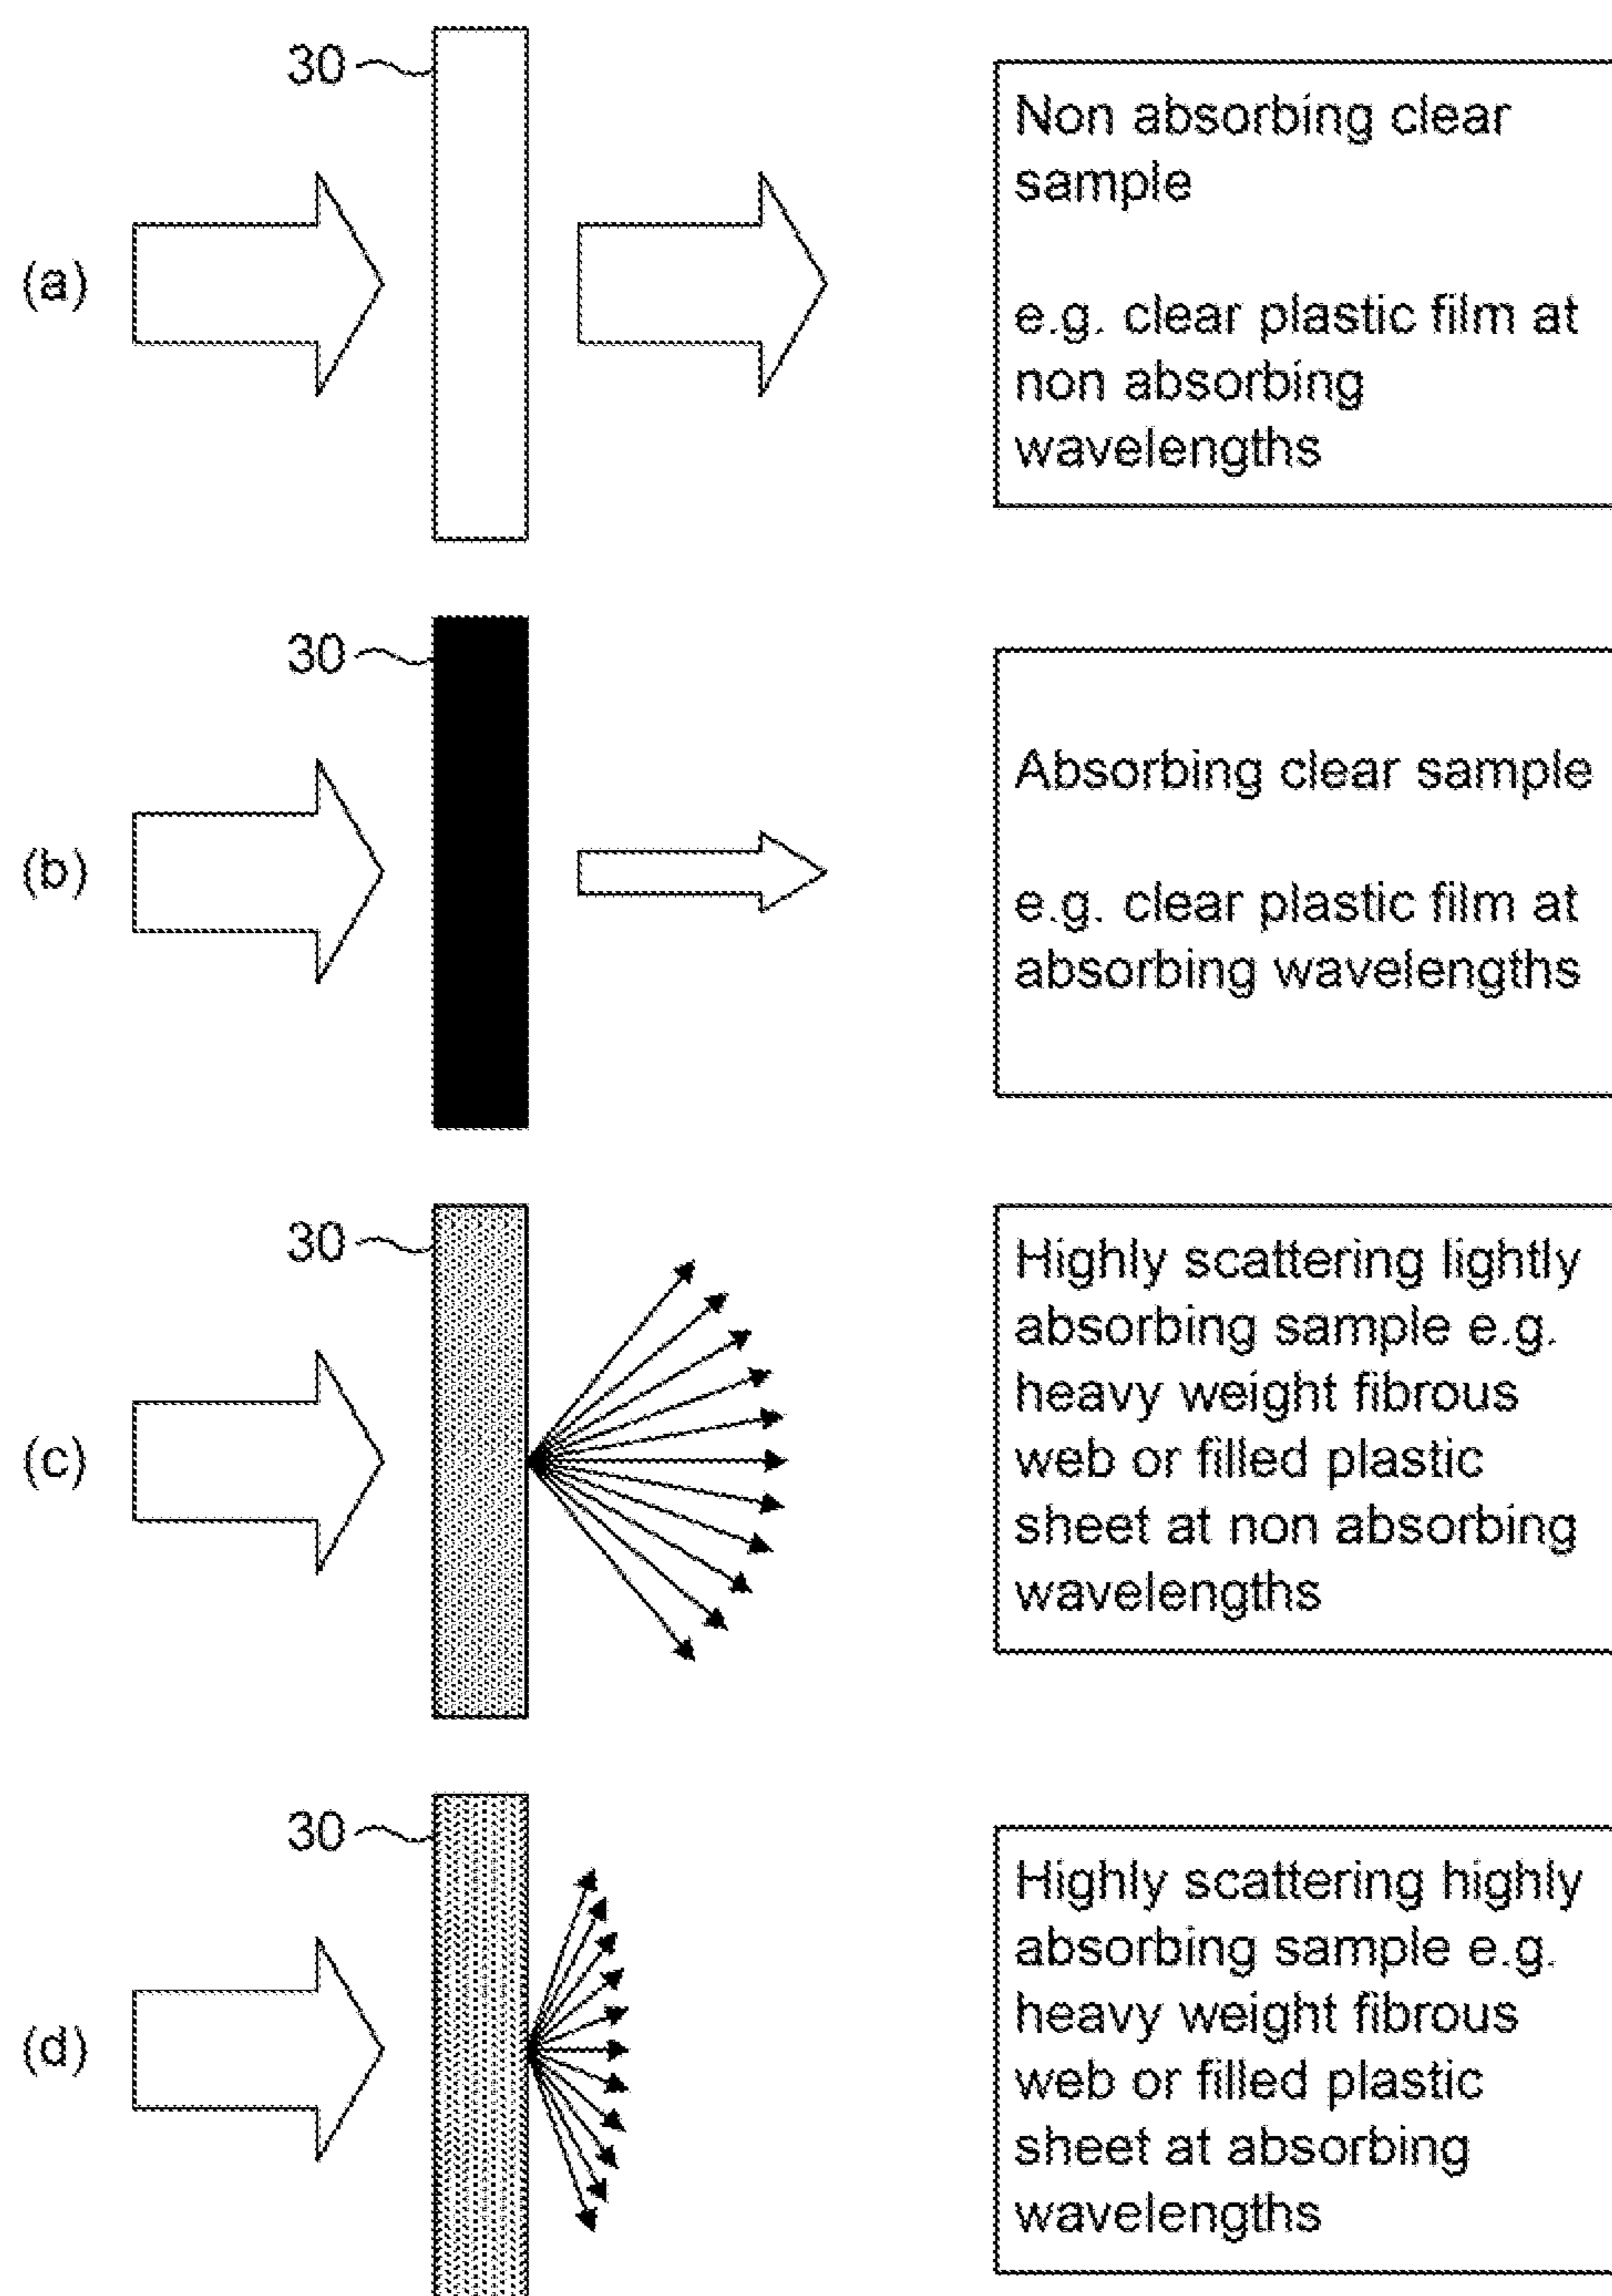 30
(a)
Non absorbing clear
sample
e.g. clear plastic film at
non absorbing
wavelengths
30
(b)
Absorbing clear sample
e.g. clear plastic film at
absorbing wavelengths
30
(c)
Highly scattering lightly
absorbing sample e.g.
heavy weight fibrous
web or filled plastic
sheet at non absorbing
wavelengths
30
(d)
Highly scattering highly
absorbing sample e.g.
heavy weight fibrous
web or filled plastic
sheet at absorbing
wavelengths